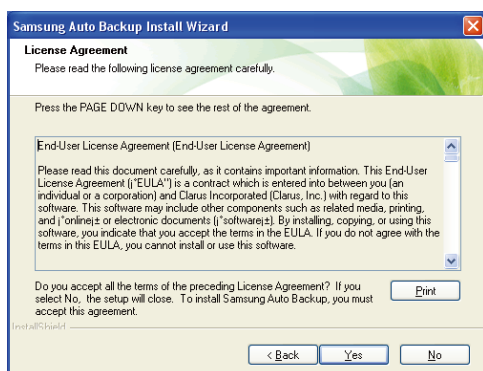 Samsung Auto Backup Install Wizard
License Agreement
Please read the following license agreement carefully.
Press the PAGE DOWN key to see the rest of the agreement.
End-User License Agreement (End-User License Agreement)
Please read this document carefully, as it contains important information. This End-User
License Agreement (¡°EULA'') is a contract which is entered into between you (an
individual or a corporation) and Clarus Incorporated (Clarus, Inc.) with regard to this
software. This software may include other components such as related media, printing,
and ¡°online¡± or electronic documents (¡°software¡±). By installing, copying, or using this
software, you indicate that you accept the terms in the EULA. If you do not agree with the
terms in this EULA, you cannot install or use this software.
Do you accept all the terms of the preceding License Agreement? If you
select No, the setup will close. To install Samsung Auto Backup, you must
accept this agreement.
Print
InstallShield
< Back
Yes
No